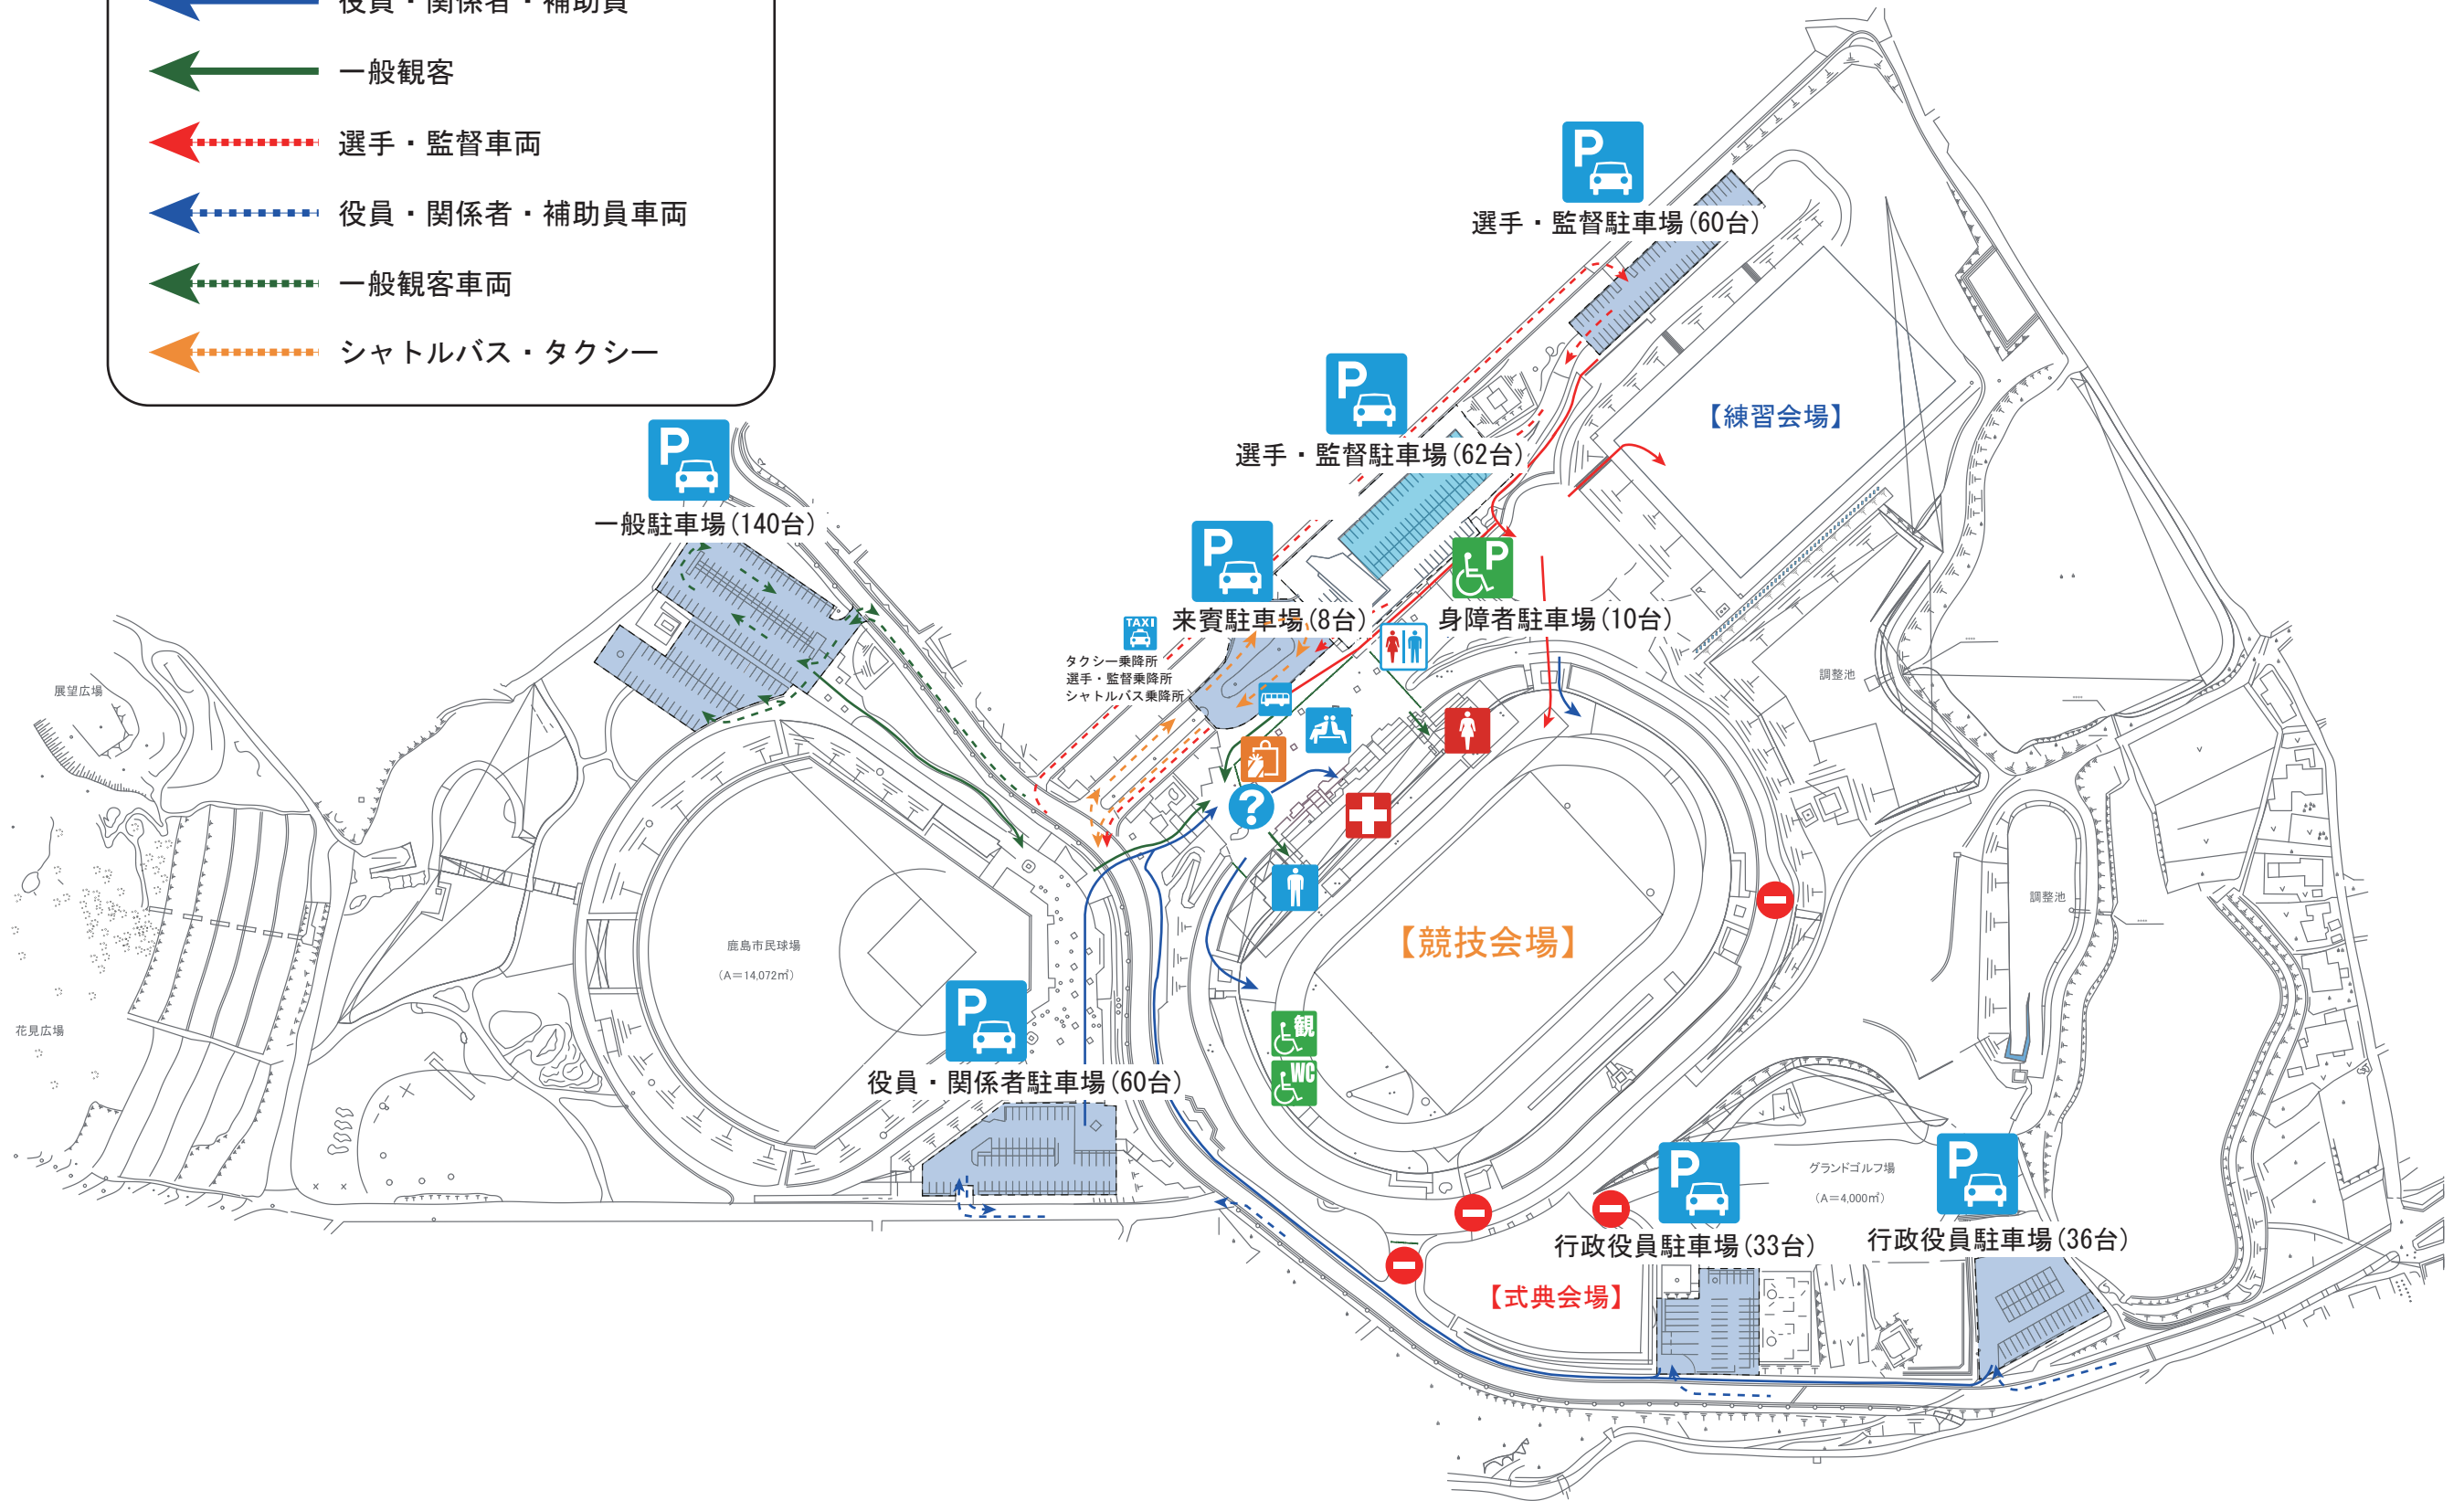 役員・関係者・補助員
一般観客
選手・監督車両
役員・関係者・補助員車両
一般観客車両
シャトルバス・タクシー
P
選手・監督駐車場(60台)
P
選手・監督駐車場(62台)
【練習会場】
P
一般駐車場(140台)
P
来賓駐車場(8台)
P
身障者駐車場(10台)
TAXI
タクシー乗降所
選手・監督乗降所
シャトルバス乗降所
展望広場
調整池
調整池
鹿島市民球場
(A=14,072㎡)
【競技会場】
?
花見広場
P
役員・関係者駐車場(60台)
観
WC
グランドゴルフ場
(A=4,000㎡)
P
行政役員駐車場(33台)
P
行政役員駐車場(36台)
【式典会場】